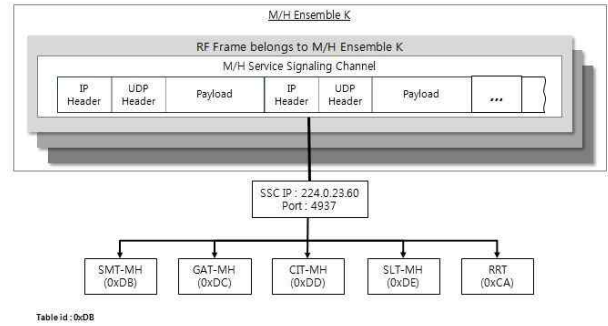 M/H Ensemble K
RF Frame belongs to M/H Ensemble K
M/H Service Signaling Channel
IP Header
UDP Header
Payload
IP Header
UDP Header
Payload
...
SSC IP : 224.0.23.60
Port : 4937
SMT-MH
(0xDB)
GAT-MH
(0xDC)
CIT-MH
(0xDD)
SLT-MH
(0xDE)
RRT
(0xCA)
Table id : 0xDB